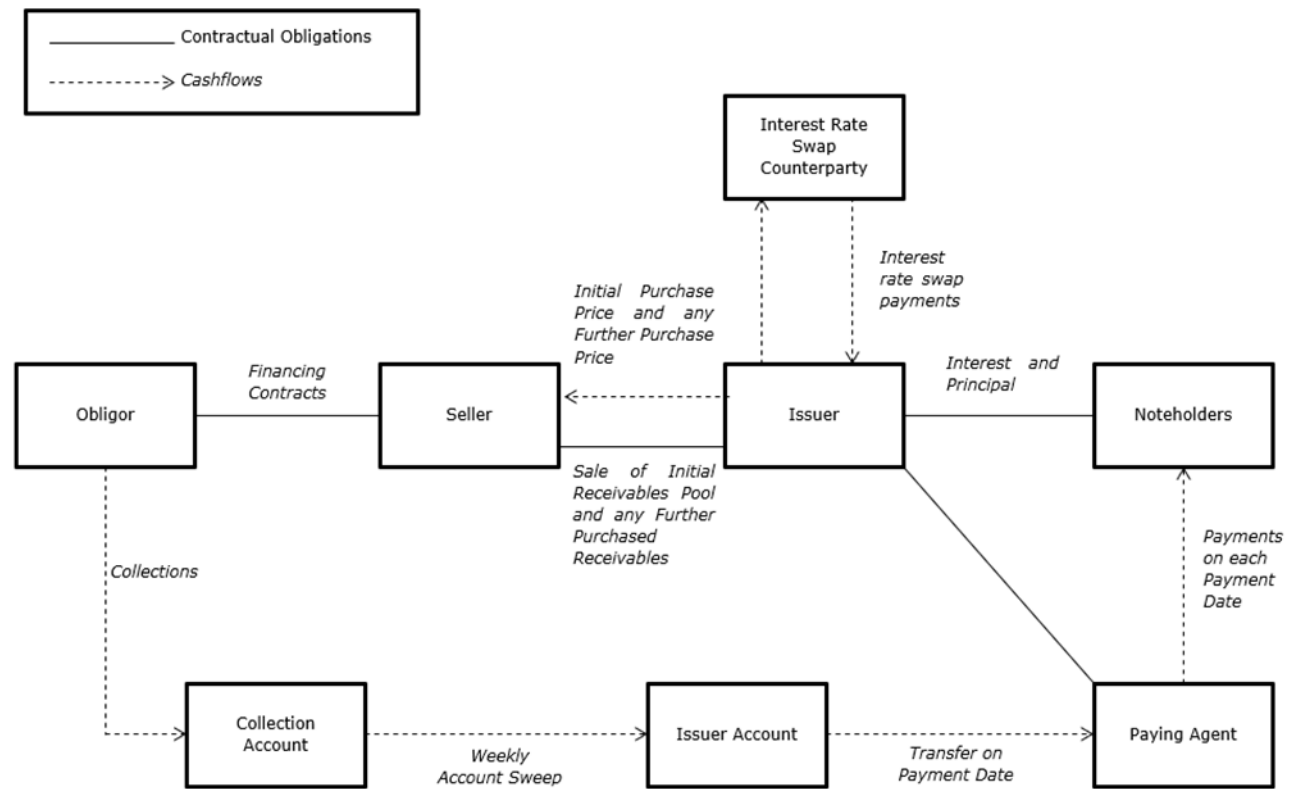 Contractual Obligations
Cashflows
Interest Rate
Swap
Counterparty
Interest
rate swap
payments
Initial Purchase
Price and any
Further Purchase
Price
Financing
Contracts
Interest and
Principal
Obligor
Seller
Issuer
Noteholders
Sale of Initial
Receivables Pool
and any Further
Purchased
Receivables
Collections
Payments
on each
Payment
Date
Collection
Account
Issuer Account
Paying Agent
Weekly
Account Sweep
Transfer on
Payment Date